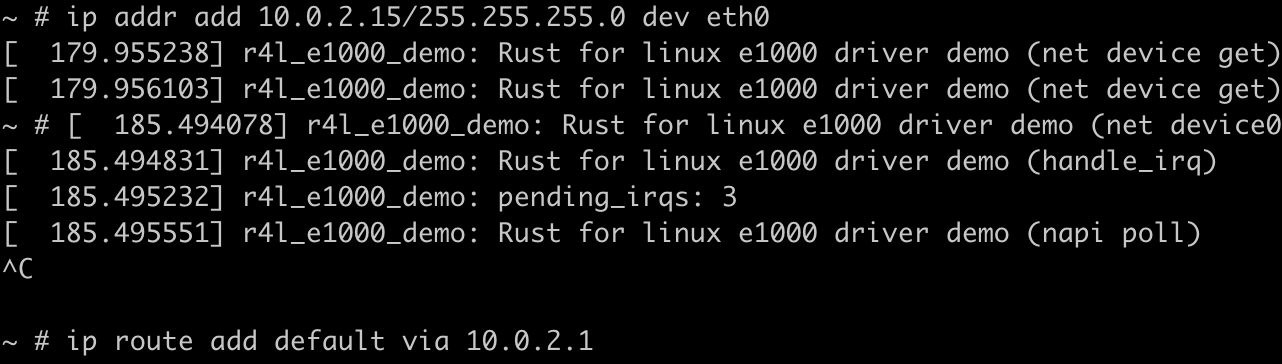 ~ # ip addr add 10.0.2.15/255.255.255.0 dev eth0
[  179.955238] r4l_e1000_demo: Rust for linux e1000 driver demo (net device get)
[  179.956103] r4l_e1000_demo: Rust for linux e1000 driver demo (net device get)
~ # [  185.494078] r4l_e1000_demo: Rust for linux e1000 driver demo (net device0
[  185.494831] r4l_e1000_demo: Rust for linux e1000 driver demo (handle_irq)
[  185.495232] r4l_e1000_demo: pending_irqs: 3
[  185.495551] r4l_e1000_demo: Rust for linux e1000 driver demo (napi poll)
^C
~ # ip route add default via 10.0.2.1